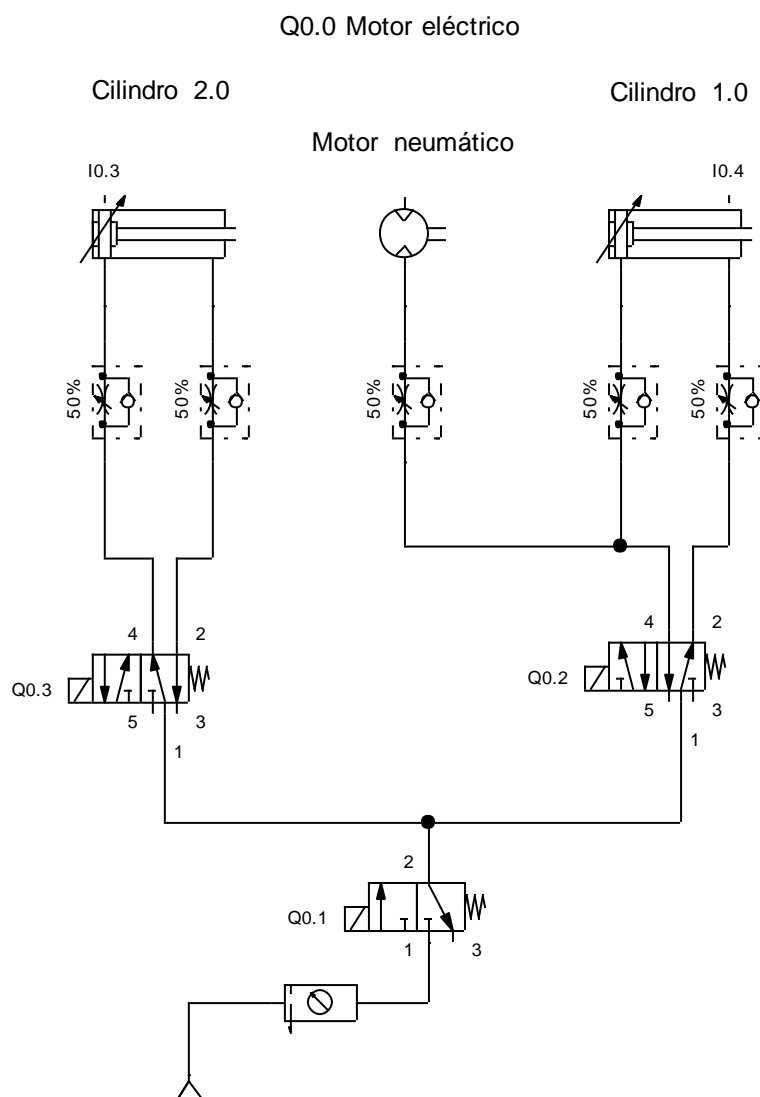 Q0.0 Motor eléctrico
Cilindro 2.0
Cilindro 1.0
Motor neumático
I0.3
I0.4
50%
50%
50%
50%
50%
4
2
Q0.3
5
3
1
4
2
Q0.2
5
3
1
2
Q0.1
1
3